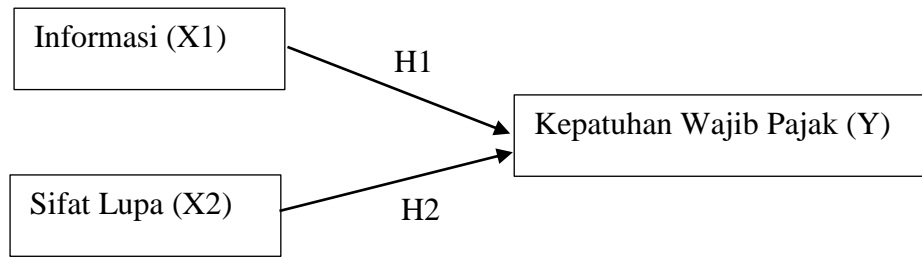 Informasi (X1)
H1
Kepatuhan Wajib Pajak (Y)
Sifat Lupa (X2)
H2